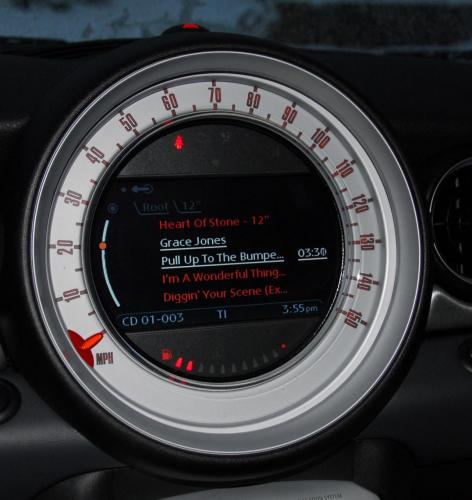 70
60
80
50
90
40
100
110
30
120
20
130
140
10
150
MPH
Root \ 12"
Heart Of Stone - 12"
Grace Jones
Pull Up To The Bumpe... 03:30
I'm A Wonderful Thing...
Diggin' Your Scene (Ex...
CD 01-003 TI 3:55pm